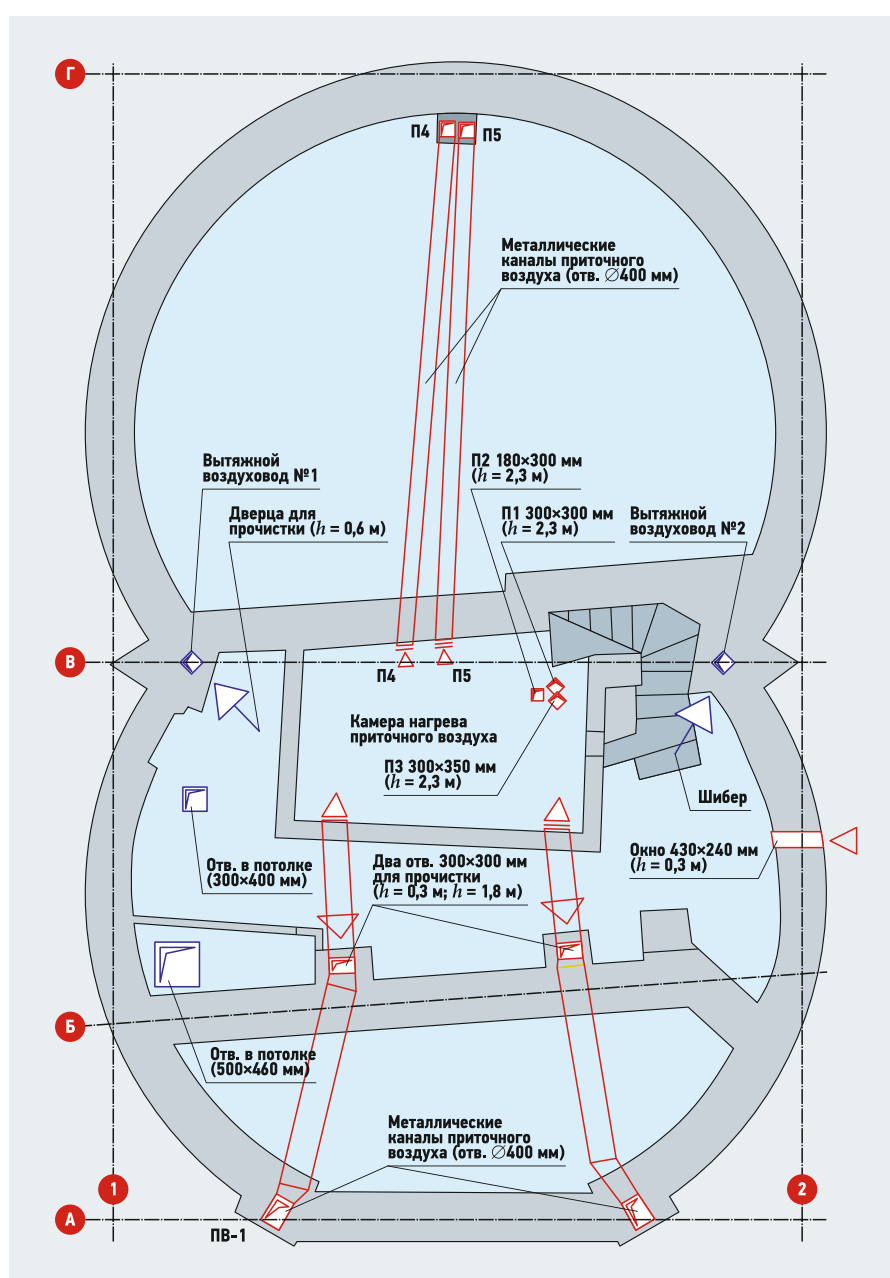 Г
П4
П5
Металлические
каналы приточного
воздуха (отв. ∅400 мм)
Вытяжной
воздуховод №1
Дверца для
прочистки (h = 0,6 м)
П2 180×300 мм
(h = 2,3 м)
П1 300×300 мм
(h = 2,3 м)
Вытяжной
воздуховод №2
В
П4
П5
Камера нагрева
приточного воздуха
П3 300×350 мм
(h = 2,3 м)
Шибер
Отв. в потолке
(300×400 мм)
Два отв. 300×300 мм
для прочистки
(h = 0,3 м; h = 1,8 м)
Окно 430×240 мм
(h = 0,3 м)
Б
Отв. в потолке
(500×460 мм)
Металлические
каналы приточного
воздуха (отв. ∅400 мм)
1
2
А
ПВ-1